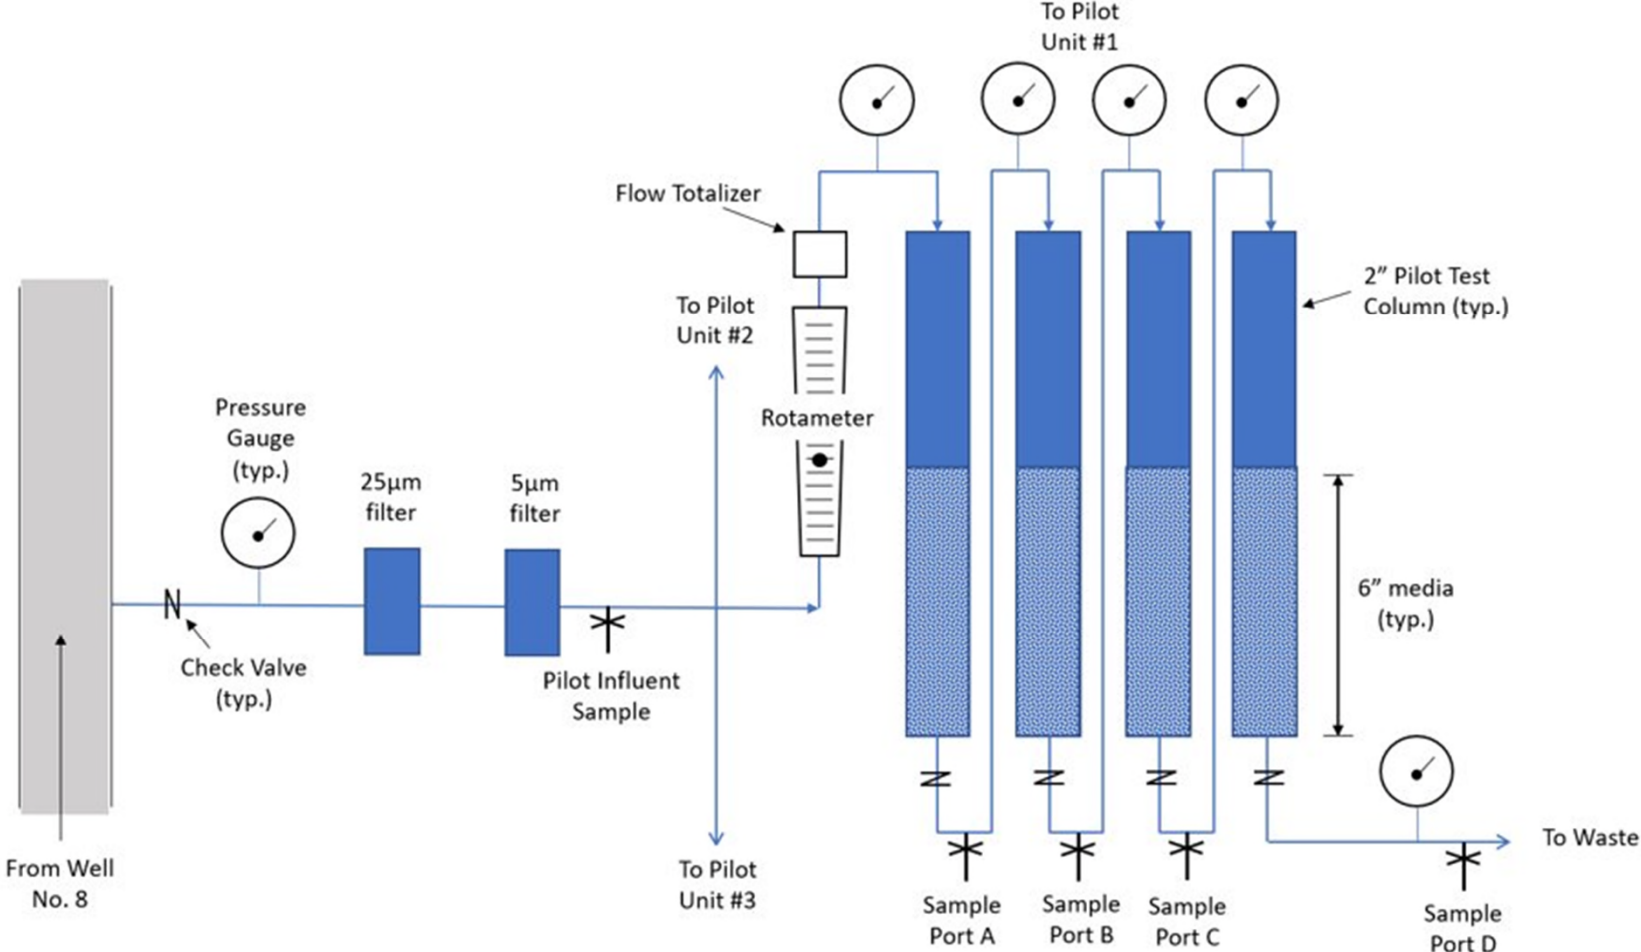 To Pilot
Unit #1
Flow Totalizer
To Pilot
Unit #2
2” Pilot Test
Column (typ.)
Rotameter
Pressure
Gauge
(typ.)
25µm
filter
5µm
filter
6” media
(typ.)
Check Valve
(typ.)
Pilot Influent
Sample
From Well
No. 8
To Pilot
Unit #3
Sample
Port A
Sample
Port B
Sample
Port C
To Waste
Sample
Port D